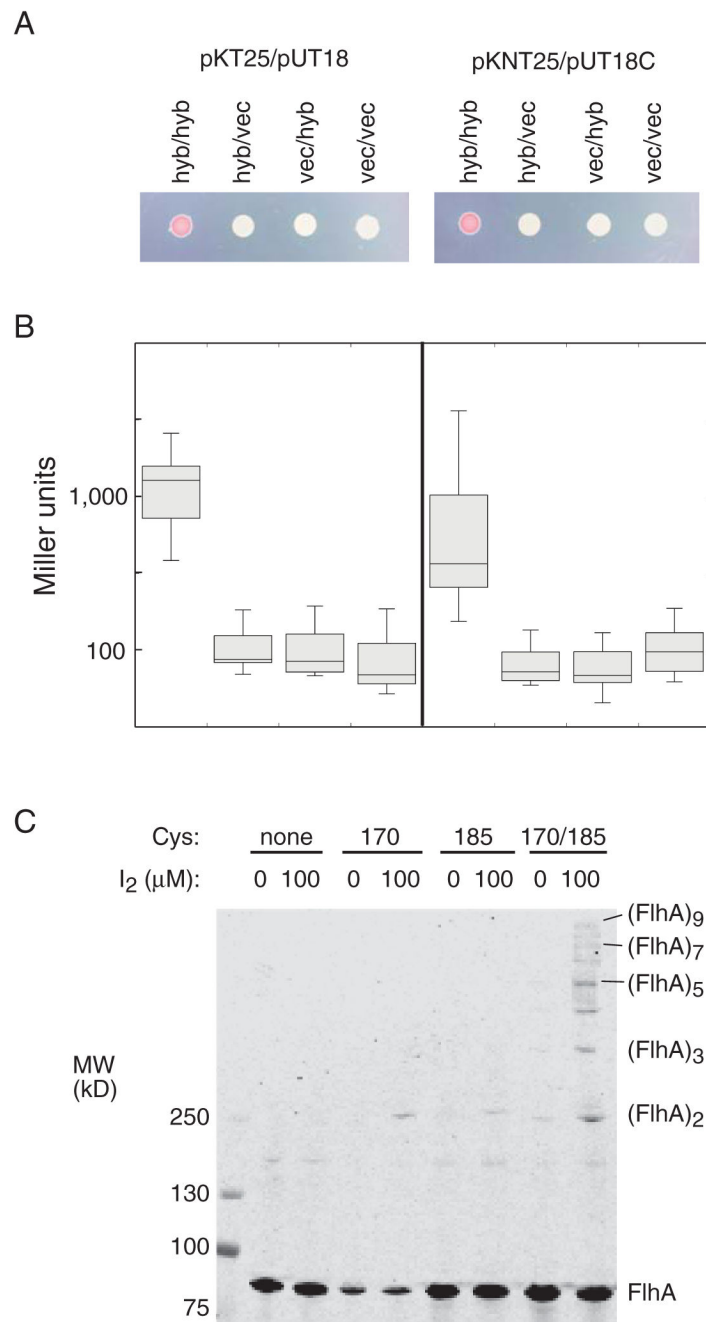 A
pKT25/pUT18 pKNT25/pUT18C
hyb/hyb hyb/vec vec/hyb vec/vec hyb/hyb hyb/vec vec/hyb vec/vec
B
Miller units
1,000
100
C
Cys: none 170 185 170/185
I₂ (μM): 0 100 0 100 0 100 0 100
(FlhA)₉
(FlhA)₇
(FlhA)₅
(FlhA)₃
MW
(kD)
250 (FlhA)₂
130
100
75 FlhA